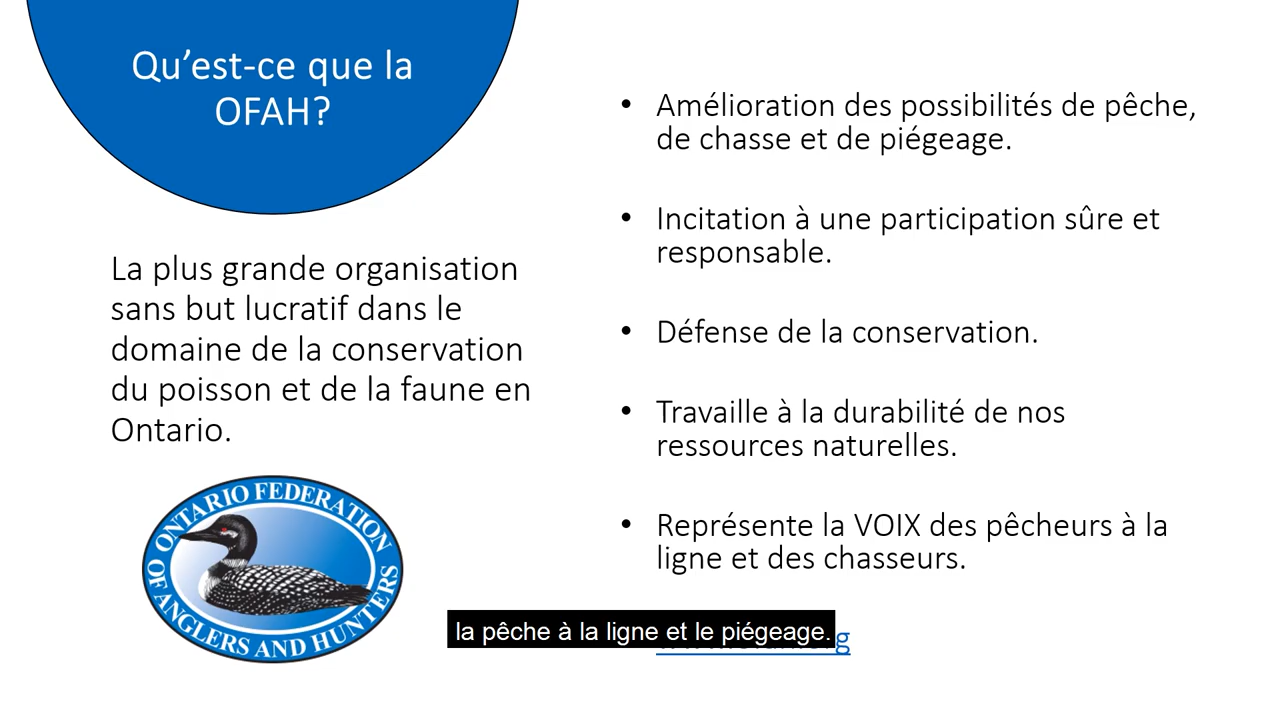 Qu’est-ce que la
OFAH?
La plus grande organisation
sans but lucratif dans le
domaine de la conservation
du poisson et de la faune en
Ontario.
ONTARIO FEDERATION
OF ANGLERS AND HUNTERS
• Amélioration des possibilités de pêche,
de chasse et de piégeage.
• Incitation à une participation sûre et
responsable.
• Défense de la conservation.
• Travaille à la durabilité de nos
ressources naturelles.
• Représente la VOIX des pêcheurs à la
ligne et des chasseurs.
la pêche à la ligne et le piégeage.